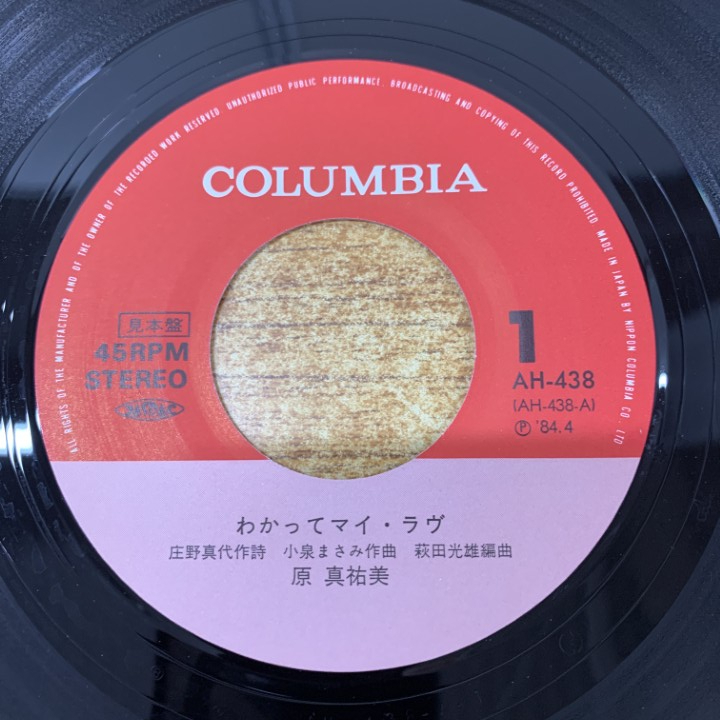 ALL RIGHTS OF THE MANUFACTURER AND OF THE OWNER OF THE RECORDED WORK RESERVED. UNAUTHORIZED PUBLIC PERFORMANCE, BROADCASTING AND COPYING OF THIS RECORD PROHIBITED. MADE IN JAPAN BY NIPPON COLUMBIA CO., LTD
COLUMBIA
見本盤
45RPM
STEREO
1
AH-438
(AH-438-A)
Ⓟ '84.4
わかってマイ・ラヴ
庄野真代作詩 小泉まさみ作曲 萩田光雄編曲
原 真祐美